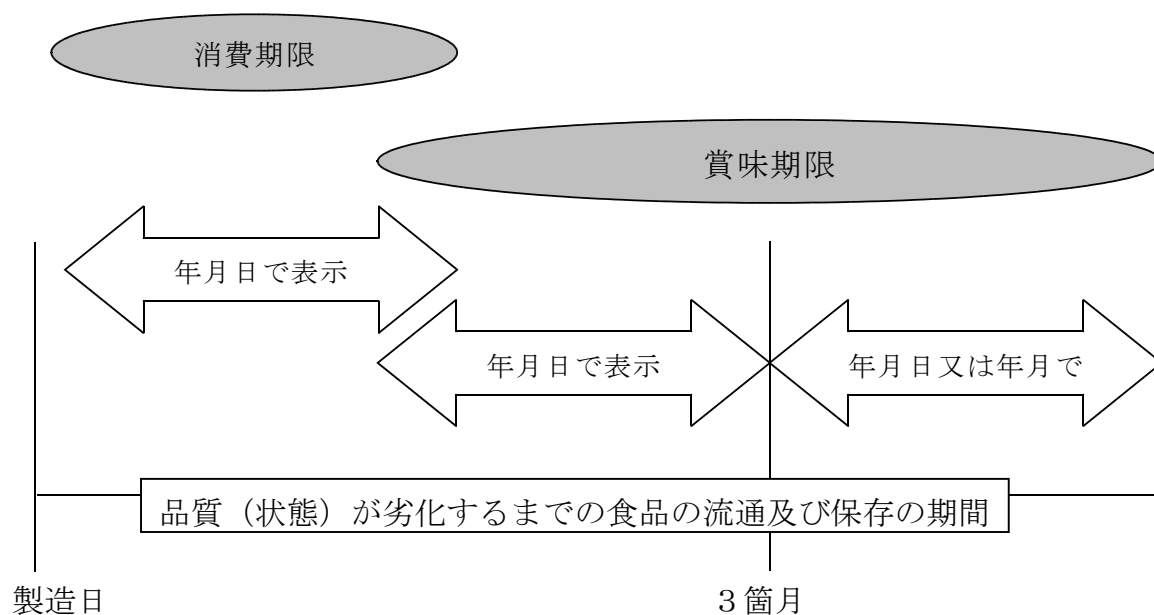 消費期限
賞味期限
年月日で表示
年月日で表示
年月日又は年月で
品質（状態）が劣化するまでの食品の流通及び保存の期間
製造日
３箇月